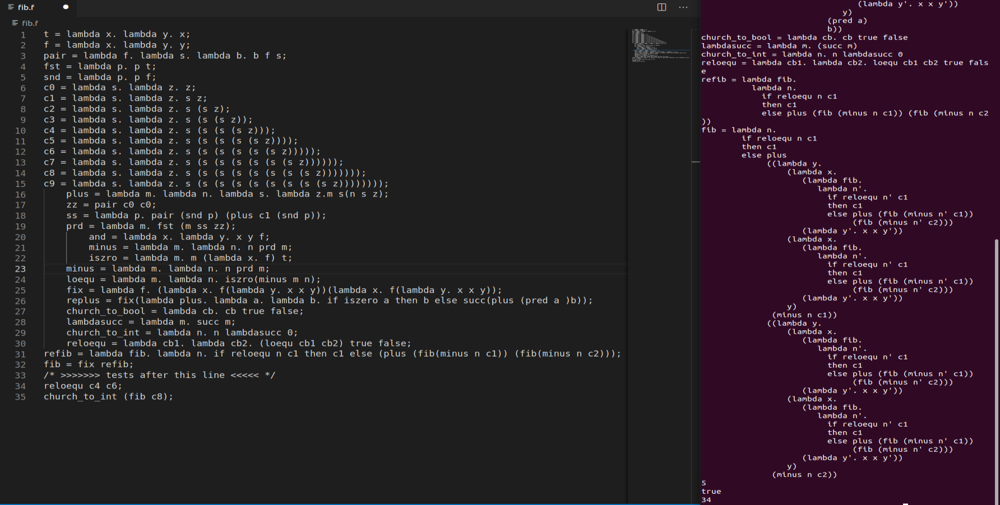 fib.f
fib.f
1 t = lambda x. lambda y. x;
2 f = lambda x. lambda y. y;
3 pair = lambda f. lambda s. lambda b. b f s;
4 fst = lambda p. p t;
5 snd = lambda p. p f;
6 c0 = lambda s. lambda z. z;
7 c1 = lambda s. lambda z. s z;
8 c2 = lambda s. lambda z. s (s z);
9 c3 = lambda s. lambda z. s (s (s z));
10 c4 = lambda s. lambda z. s (s (s (s z)));
11 c5 = lambda s. lambda z. s (s (s (s (s z))));
12 c6 = lambda s. lambda z. s (s (s (s (s (s z)))));
13 c7 = lambda s. lambda z. s (s (s (s (s (s (s z))))));
14 c8 = lambda s. lambda z. s (s (s (s (s (s (s (s z)))))));
15 c9 = lambda s. lambda z. s (s (s (s (s (s (s (s (s z))))))));
16 plus = lambda m. lambda n. lambda s. lambda z.m s(n s z);
17 zz = pair c0 c0;
18 ss = lambda p. pair (snd p) (plus c1 (snd p));
19 prd = lambda m. fst (m ss zz);
20 and = lambda x. lambda y. x y f;
21 minus = lambda m. lambda n. n prd m;
22 iszro = lambda m. m (lambda x. f) t;
23 minus = lambda m. lambda n. n prd m;
24 loequ = lambda m. lambda n. iszro(minus m n);
25 fix = lambda f. (lambda x. f(lambda y. x x y))(lambda x. f(lambda y. x x y));
26 replus = fix(lambda plus. lambda a. lambda b. if iszero a then b else succ(plus (pred a )b));
27 church_to_bool = lambda cb. cb true false;
28 lambdasucc = lambda m. succ m;
29 church_to_int = lambda n. n lambdasucc 0;
30 reloequ = lambda cb1. lambda cb2. (loequ cb1 cb2) true false;
31 refib = lambda fib. lambda n. if reloequ n c1 then c1 else (plus (fib(minus n c1)) (fib(minus n c2)));
32 fib = fix refib;
33 /* >>>>>>> tests after this line <<<<< */
34 reloequ c4 c6;
35 church_to_int (fib c8);
(lambda y'. x x y'))
y)
(pred a)
b))
church_to_bool = lambda cb. cb true false
lambdasucc = lambda m. (succ m)
church_to_int = lambda n. n lambdasucc 0
reloequ = lambda cb1. lambda cb2. loequ cb1 cb2 true fals
e
refib = lambda fib.
lambda n.
if reloequ n c1
then c1
else plus (fib (minus n c1)) (fib (minus n c2
))
fib = lambda n.
if reloequ n c1
then c1
else plus
((lambda y.
(lambda x.
(lambda fib.
lambda n'.
if reloequ n' c1
then c1
else plus (fib (minus n' c1))
(fib (minus n' c2)))
(lambda y'. x x y'))
(lambda x.
(lambda fib.
lambda n'.
if reloequ n' c1
then c1
else plus (fib (minus n' c1))
(fib (minus n' c2)))
(lambda y'. x x y'))
y)
(minus n c1))
((lambda y.
(lambda x.
(lambda fib.
lambda n'.
if reloequ n' c1
then c1
else plus (fib (minus n' c1))
(fib (minus n' c2)))
(lambda y'. x x y'))
(lambda x.
(lambda fib.
lambda n'.
if reloequ n' c1
then c1
else plus (fib (minus n' c1))
(fib (minus n' c2)))
(lambda y'. x x y'))
y)
(minus n c2))
5
true
34